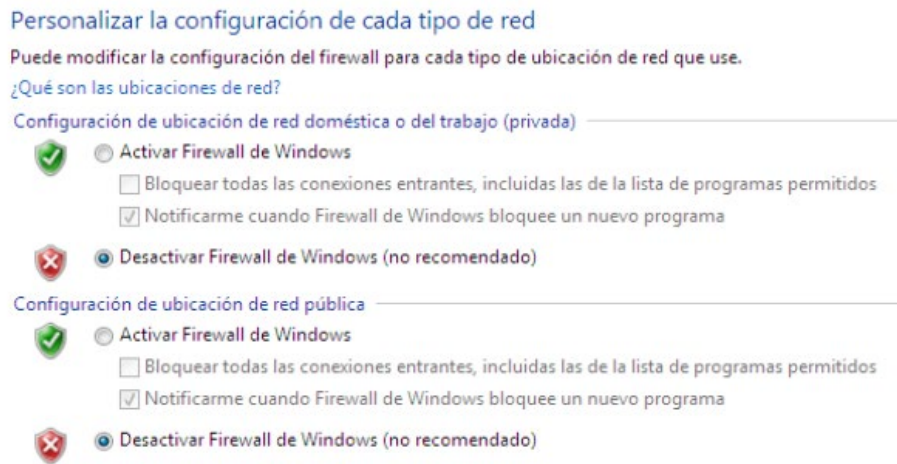 Personalizar la configuración de cada tipo de red
Puede modificar la configuración del firewall para cada tipo de ubicación de red que use.
¿Qué son las ubicaciones de red?
Configuración de ubicación de red doméstica o del trabajo (privada)
Activar Firewall de Windows
Bloquear todas las conexiones entrantes, incluidas las de la lista de programas permitidos
Notificarme cuando Firewall de Windows bloquee un nuevo programa
Desactivar Firewall de Windows (no recomendado)
Configuración de ubicación de red pública
Activar Firewall de Windows
Bloquear todas las conexiones entrantes, incluidas las de la lista de programas permitidos
Notificarme cuando Firewall de Windows bloquee un nuevo programa
Desactivar Firewall de Windows (no recomendado)